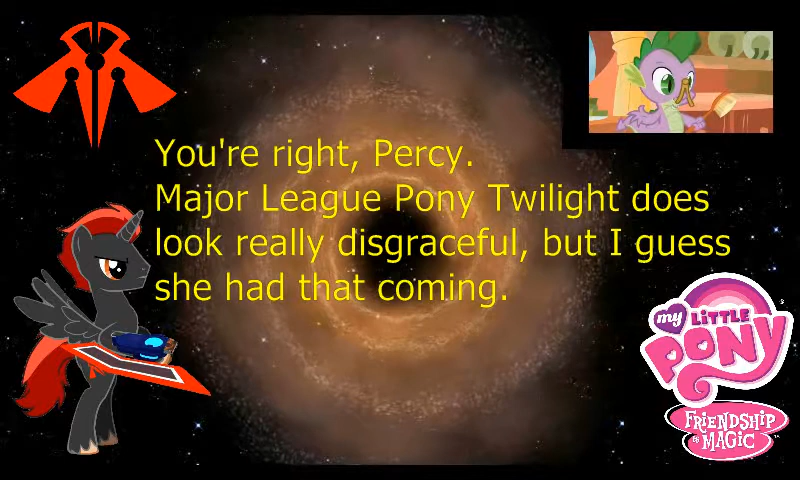 You're right, Percy.
Major League Pony Twilight does
look really disgraceful, but I guess
she had that coming.
my LITTLE
PONY
FRIENDSHIP
is MAGIC